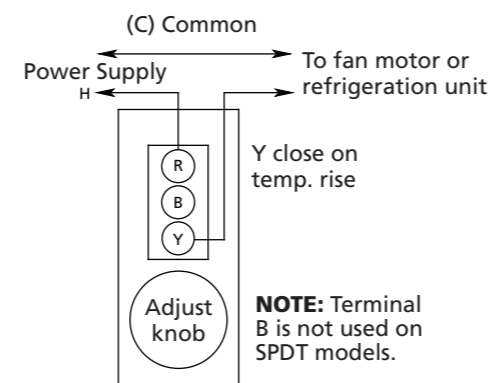 (C) Common
Power Supply
H
To fan motor or
refrigeration unit
R
B
Y
Y close on
temp. rise
Adjust
knob
NOTE: Terminal
B is not used on
SPDT models.